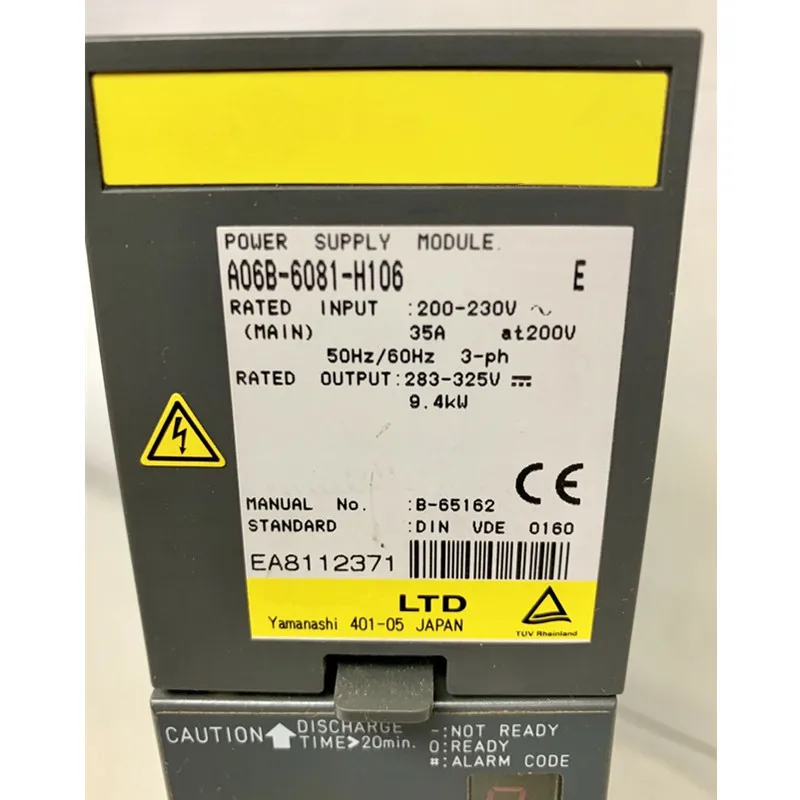 POWER SUPPLY MODULE.
A06B-6081-H106 E
RATED INPUT :200-230V ∿
(MAIN) 35A at200V
50Hz/60Hz 3-ph
RATED OUTPUT:283-325V ⎓
9.4kW
CE
MANUAL No. :B-65162
STANDARD :DIN VDE 0160
EA8112371
LTD
Yamanashi 401-05 JAPAN
TUV Rheinland
CAUTION DISCHARGE TIME>20min.
-:NOT READY
0:READY
#:ALARM CODE